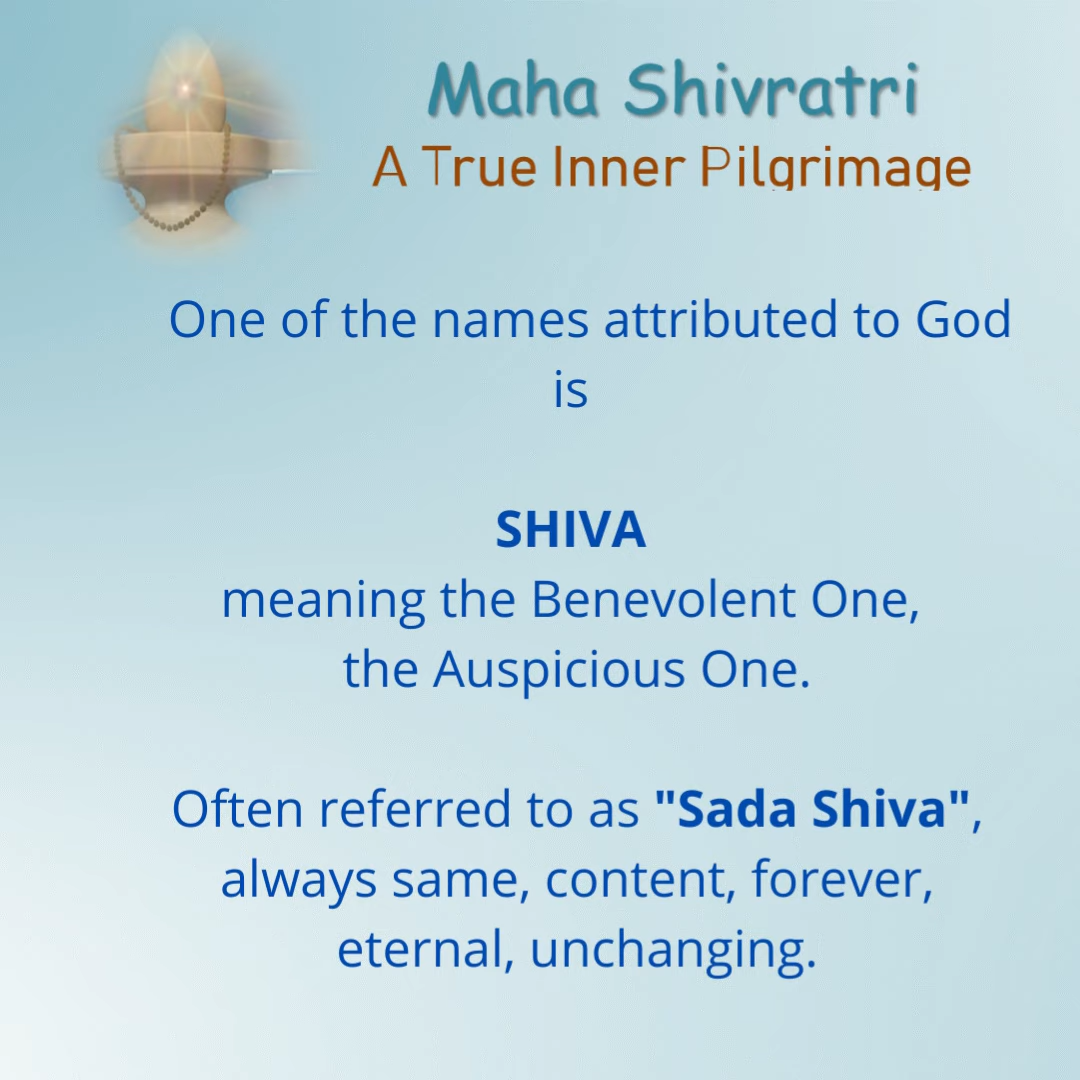 Maha Shivratri
A True Inner Pilgrimage
One of the names attributed to God
is
SHIVA
meaning the Benevolent One,
the Auspicious One.
Often referred to as "Sada Shiva",
always same, content, forever,
eternal, unchanging.